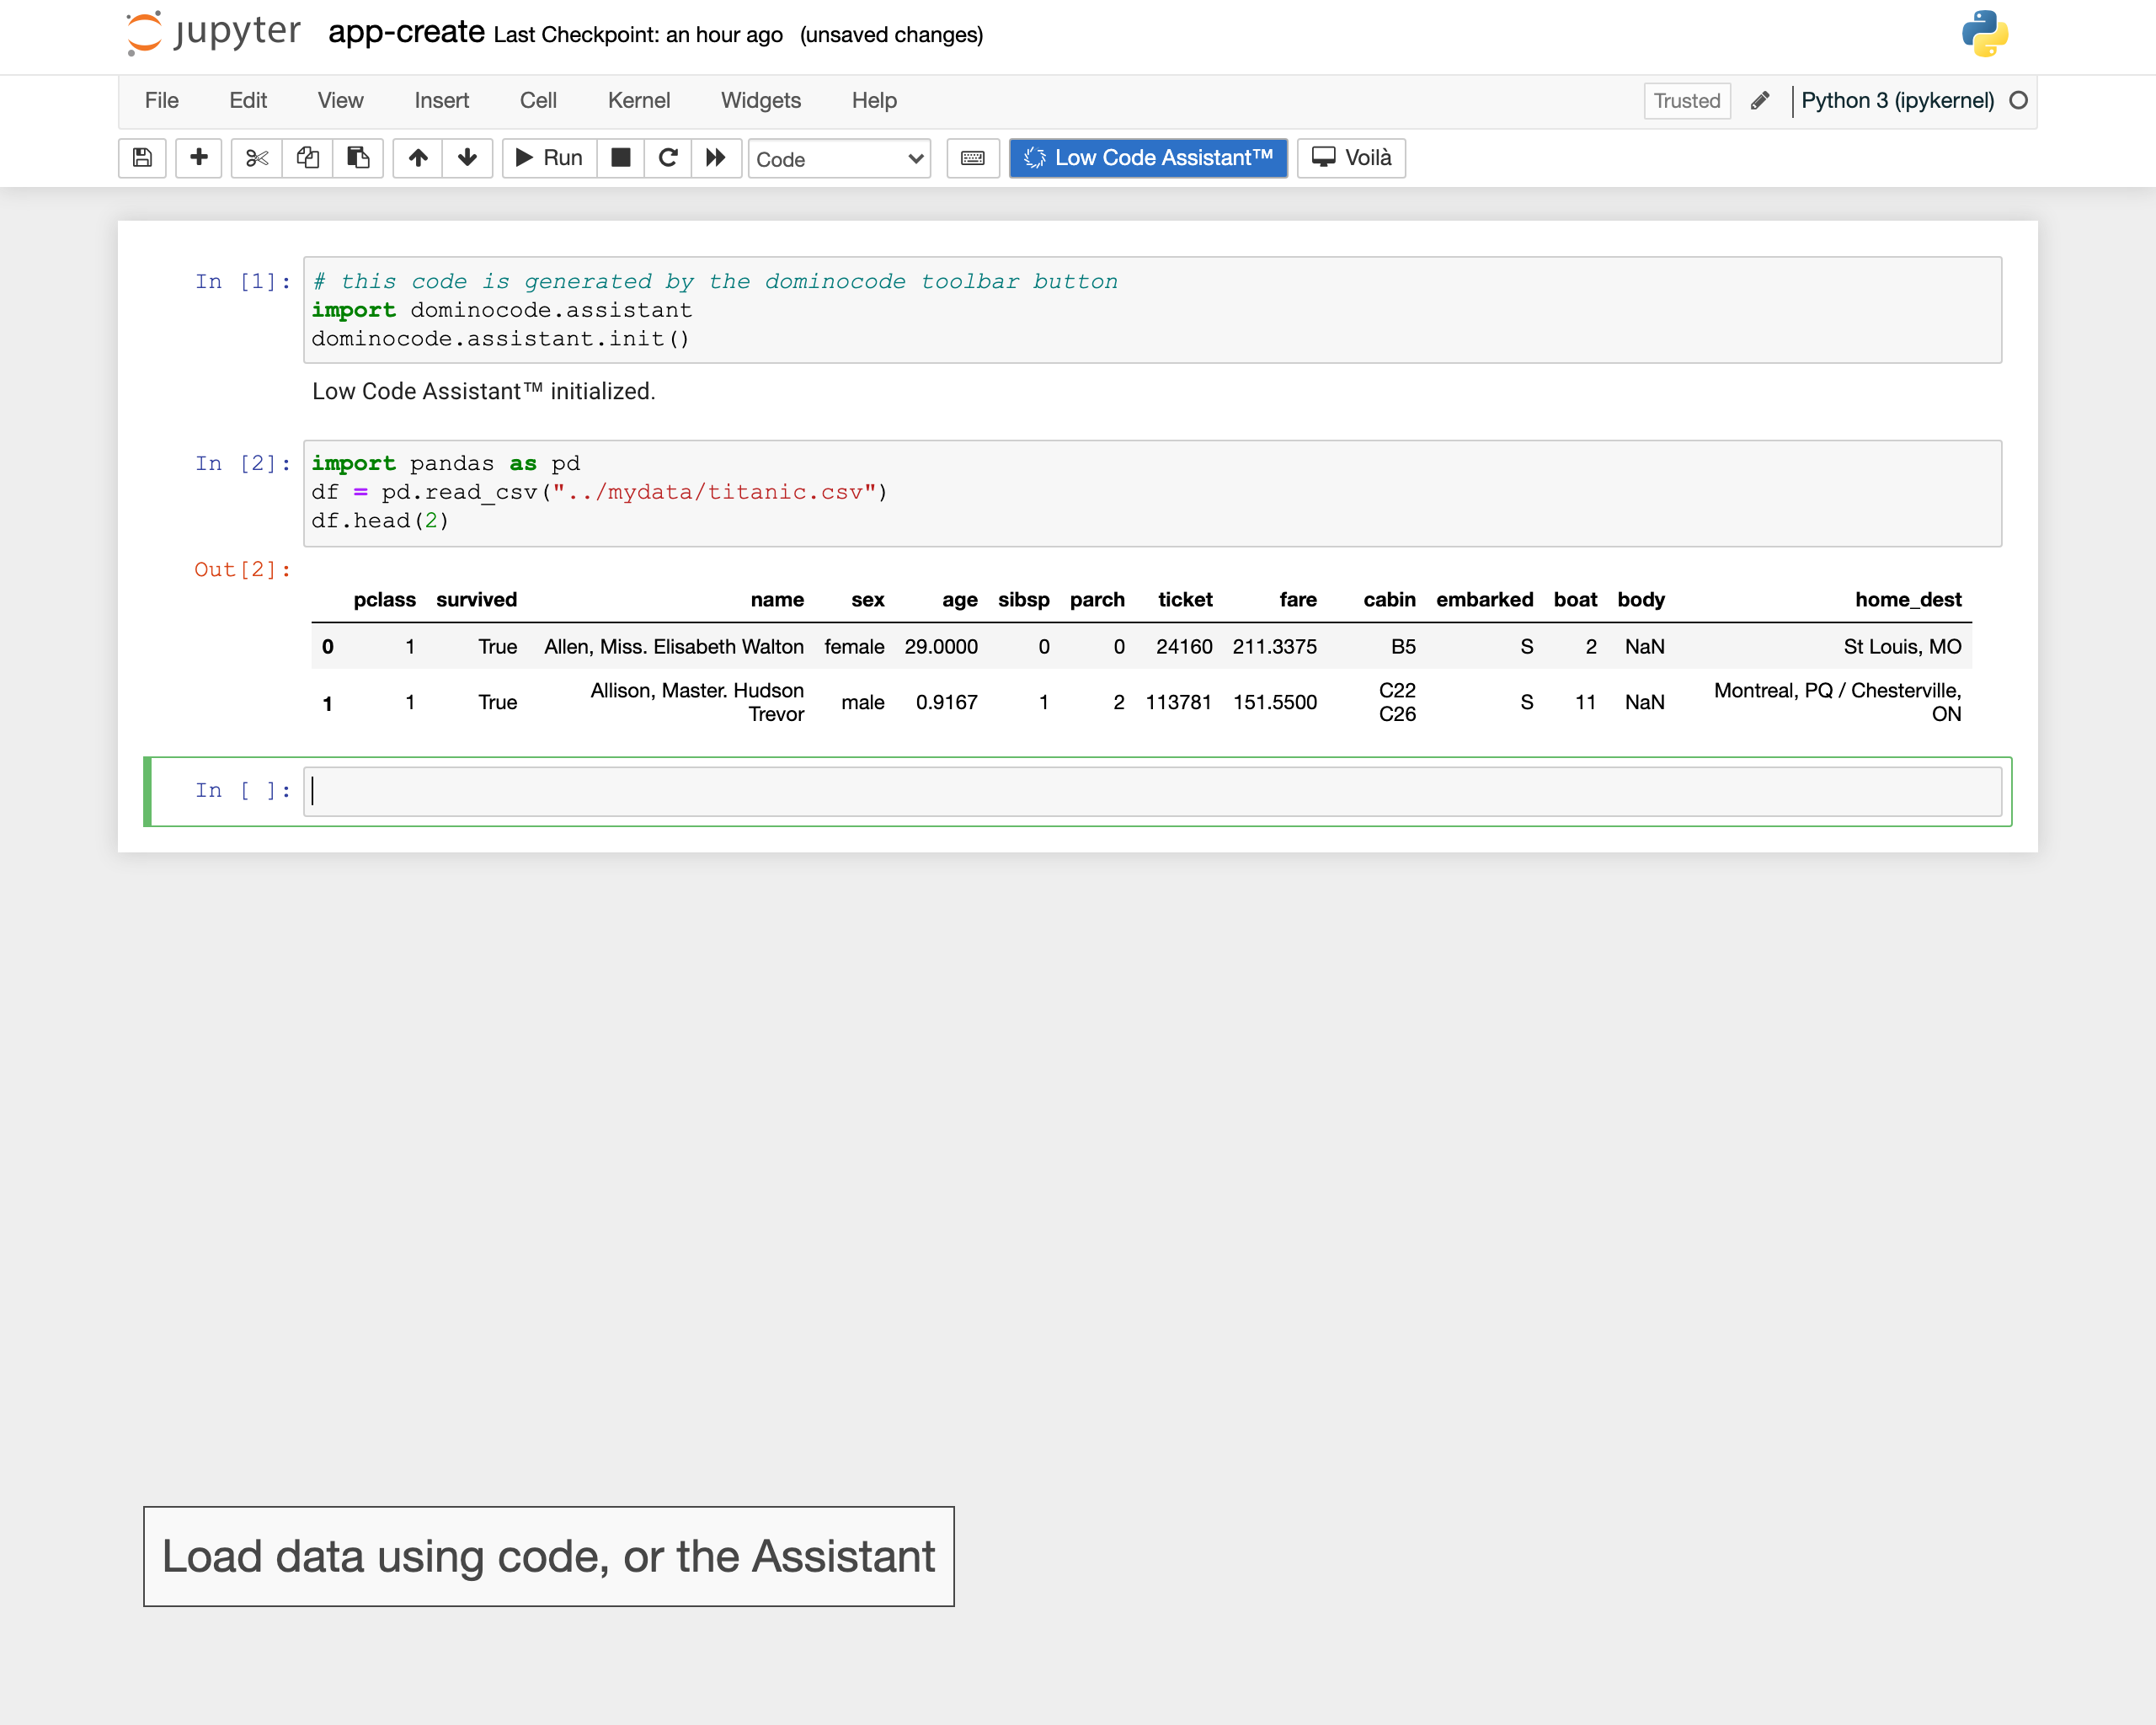 jupyter app-create Last Checkpoint: an hour ago (unsaved changes)
File Edit View Insert Cell Kernel Widgets Help Trusted Python 3 (ipykernel)
Run Code Low Code Assistant™ Voilà
In [1]: # this code is generated by the dominocode toolbar button
import dominocode.assistant
dominocode.assistant.init()
Low Code Assistant™ initialized.
In [2]: import pandas as pd
df = pd.read_csv("../mydata/titanic.csv")
df.head(2)
Out[2]:
pclass survived name sex age sibsp parch ticket fare cabin embarked boat body home_dest
0 1 True Allen, Miss. Elisabeth Walton female 29.0000 0 0 24160 211.3375 B5 S 2 NaN St Louis, MO
1 1 True Allison, Master. Hudson Trevor male 0.9167 1 2 113781 151.5500 C22 C26 S 11 NaN Montreal, PQ / Chesterville, ON
In [ ]:
Load data using code, or the Assistant